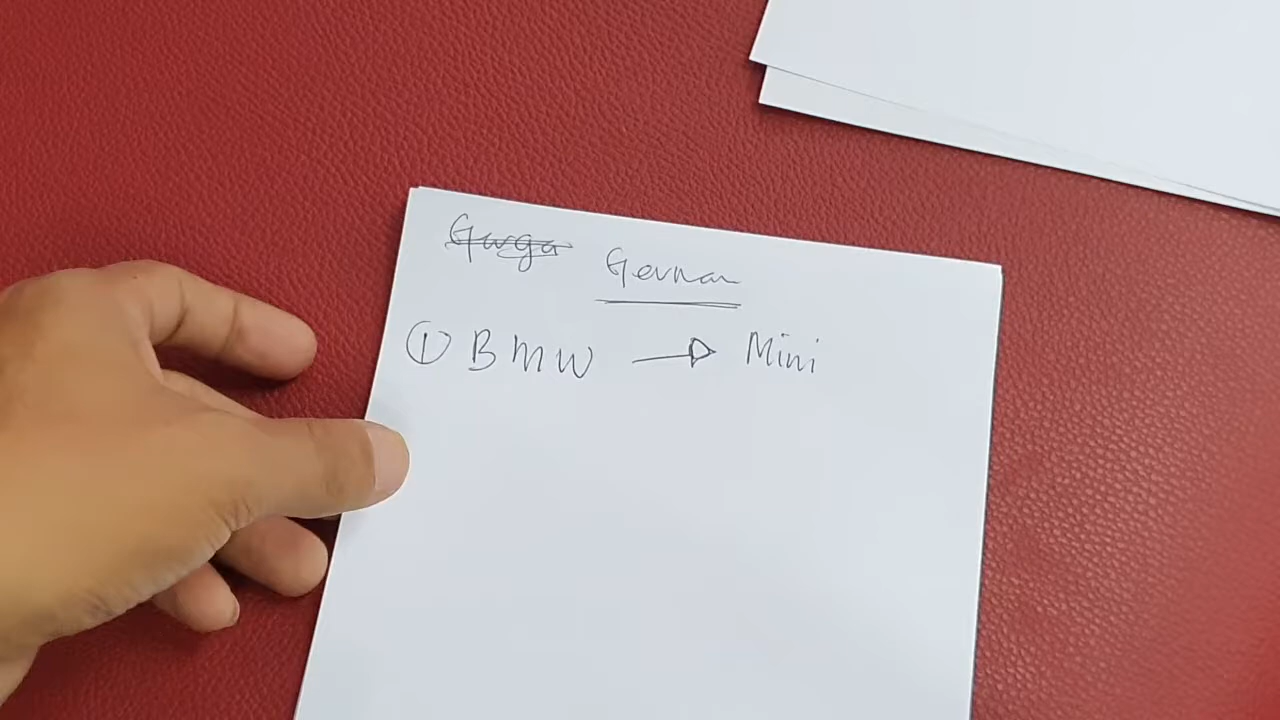 German
① BMW → Mini